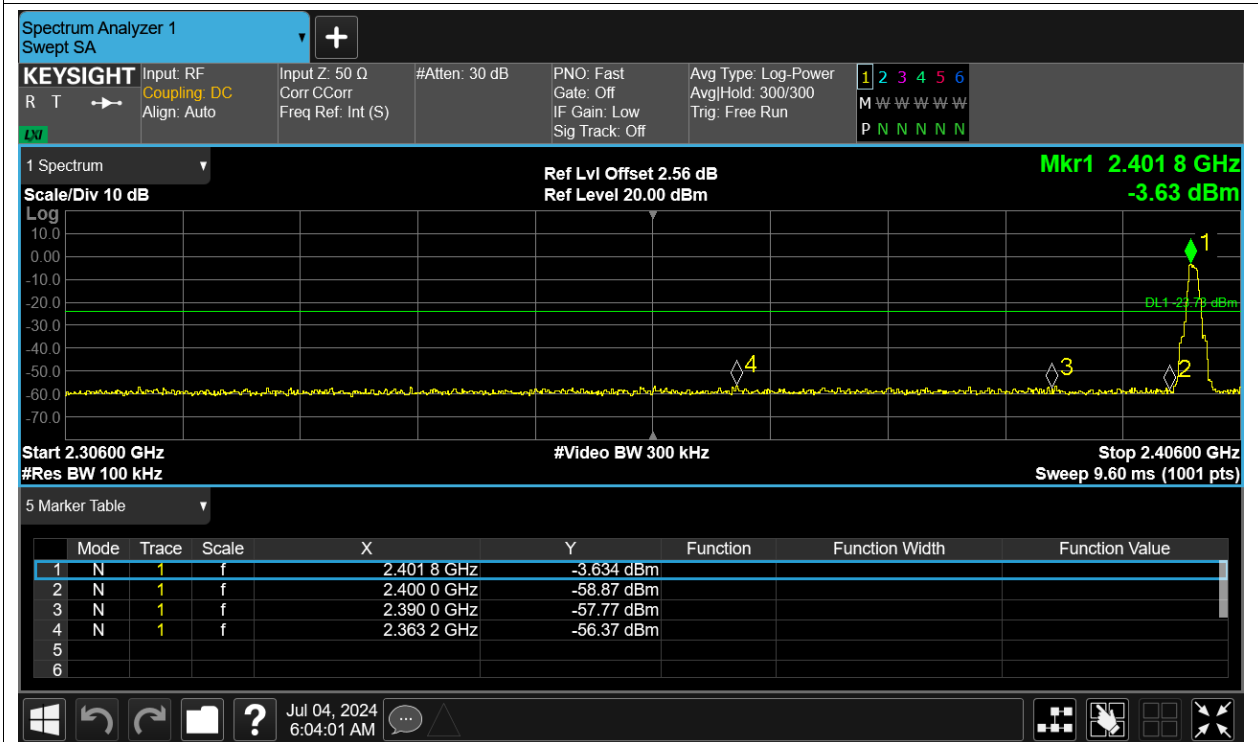 Spectrum Analyzer 1
Swept SA
+
KEYSIGHT Input: RF Input Z: 50 Ω #Atten: 30 dB PNO: Fast Avg Type: Log-Power 1 2 3 4 5 6
R T Coupling: DC Corr CCorr Gate: Off Avg|Hold: 300/300 M W W W W W W
Align: Auto Freq Ref: Int (S) IF Gain: Low Trig: Free Run
LXI Sig Track: Off P N N N N N
1 Spectrum Ref Lvl Offset 2.56 dB Mkr1 2.401 8 GHz
Scale/Div 10 dB Ref Level 20.00 dBm -3.63 dBm
Log
10.0
1
0.00
-10.0
-20.0
DL1 -23.73 dBm
-30.0
-40.0
4 3 2
-50.0
-60.0
-70.0
Start 2.30600 GHz #Video BW 300 kHz Stop 2.40600 GHz
#Res BW 100 kHz Sweep 9.60 ms (1001 pts)
5 Marker Table
Mode Trace Scale X Y Function Function Width Function Value
1 N 1 f 2.401 8 GHz -3.634 dBm
2 N 1 f 2.400 0 GHz -58.87 dBm
3 N 1 f 2.390 0 GHz -57.77 dBm
4 N 1 f 2.363 2 GHz -56.37 dBm
5
6
? Jul 04, 2024
6:04:01 AM